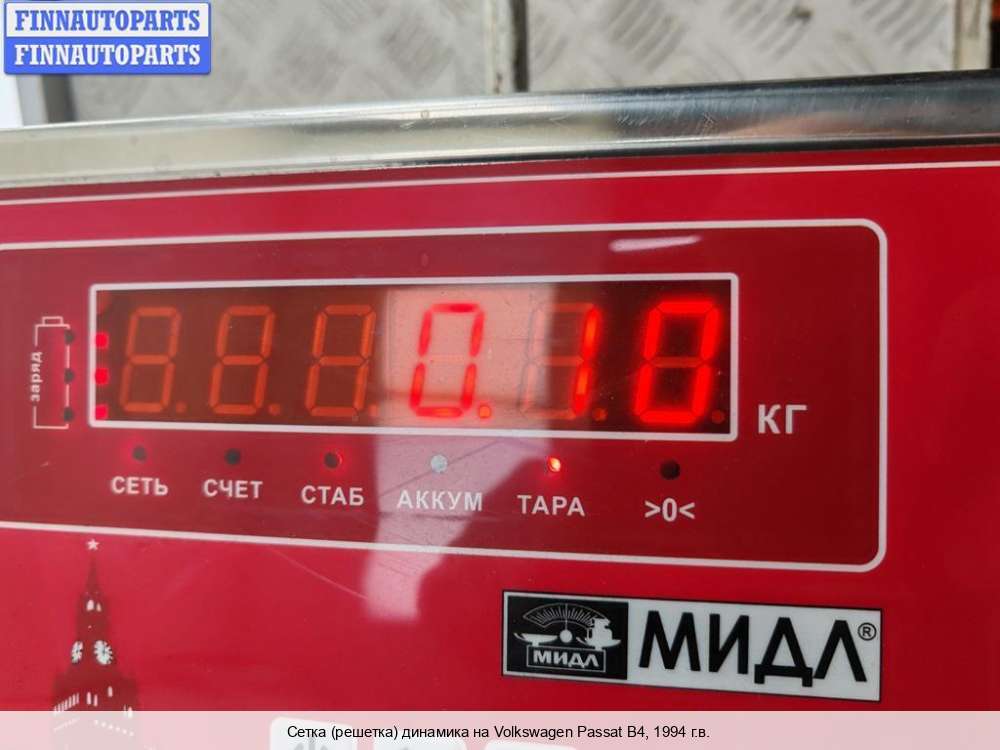 FINNAUTOPARTS
FINNAUTOPARTS
заряд
0.10
КГ
СЕТЬ СЧЕТ СТАБ АККУМ ТАРА >0<
МИДЛ МИДЛ®
Сетка (решетка) динамика на Volkswagen Passat B4, 1994 г.в.